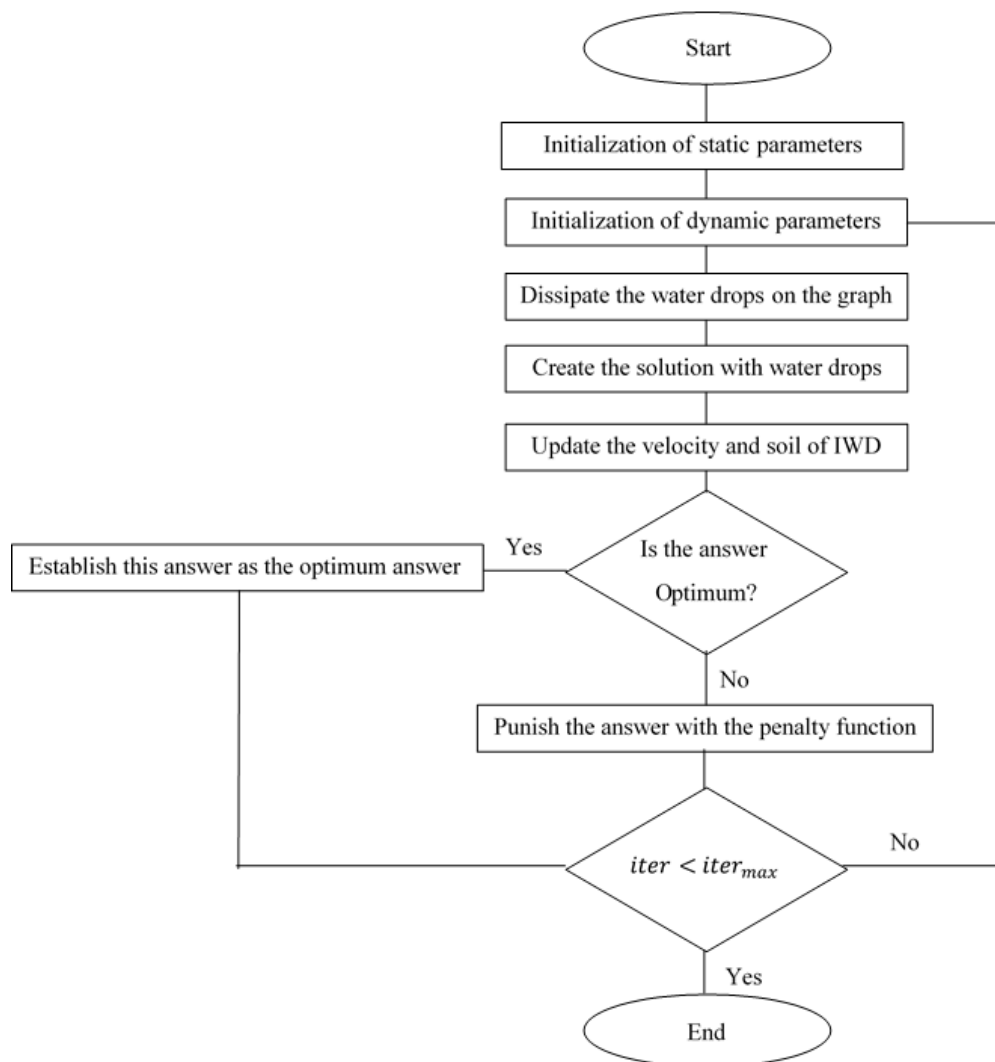 Start
Initialization of static parameters
Initialization of dynamic parameters
Dissipate the water drops on the graph
Create the solution with water drops
Update the velocity and soil of IWD
Is the answer
Optimum?
Yes
Establish this answer as the optimum answer
No
Punish the answer with the penalty function
iter < iter_max
No
Yes
End